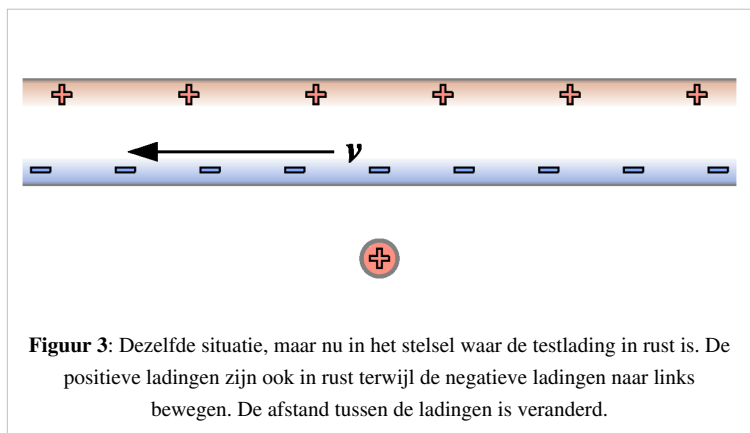 v
Figuur 3: Dezelfde situatie, maar nu in het stelsel waar de testlading in rust is. De
positieve ladingen zijn ook in rust terwijl de negatieve ladingen naar links
bewegen. De afstand tussen de ladingen is veranderd.